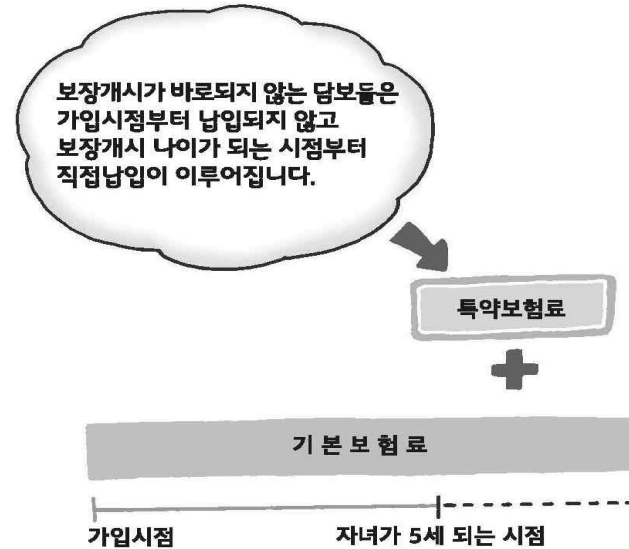 보장개시가 바로되지 않는 담보들은
가입시점부터 납입되지 않고
보장개시 나이가 되는 시점부터
직접납입이 이루어집니다.
특약보험료
기본보험료
가입시점
자녀가 5세 되는 시점